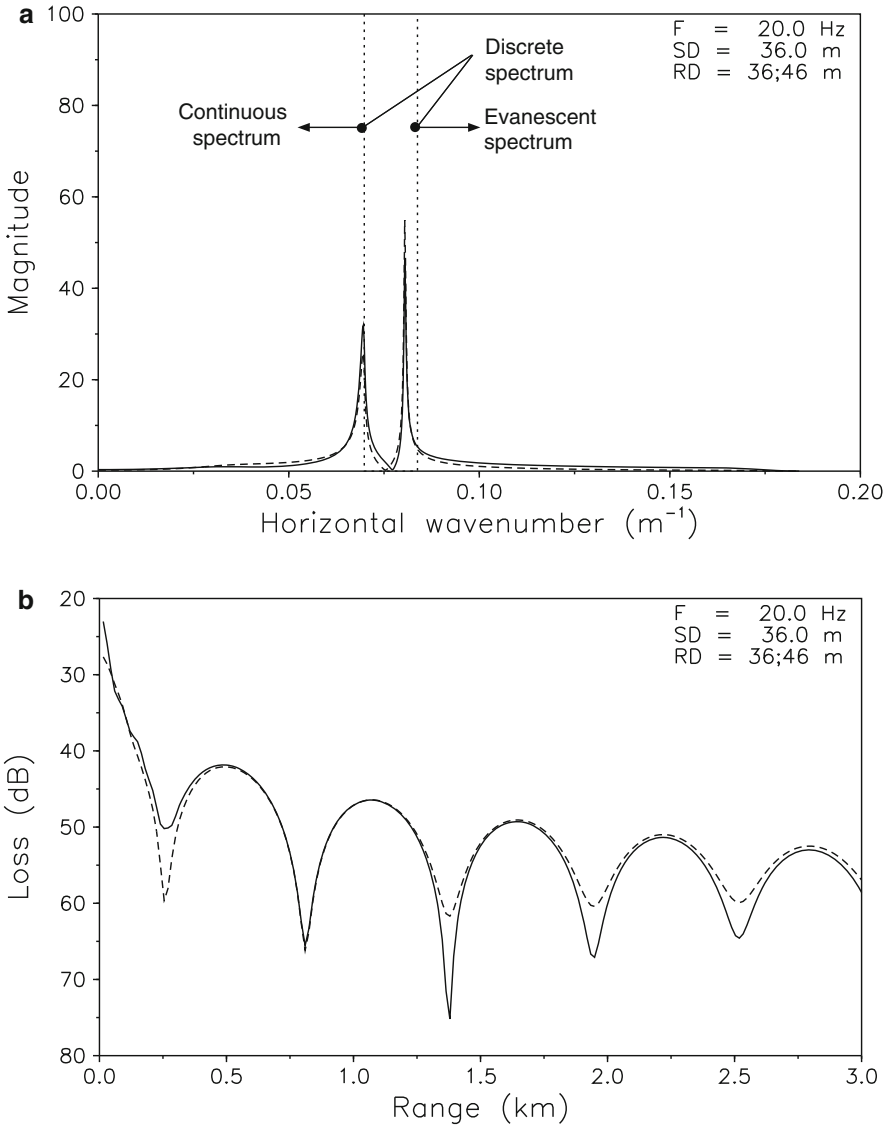 a
100
80
60
40
20
0
Magnitude
F = 20.0 Hz
SD = 36.0 m
RD = 36;46 m
Discrete
spectrum
Continuous
spectrum
Evanescent
spectrum
0.00 0.05 0.10 0.15 0.20
Horizontal wavenumber (m⁻¹)
b
20
30
40
50
60
70
80
Loss (dB)
F = 20.0 Hz
SD = 36.0 m
RD = 36;46 m
0.0 0.5 1.0 1.5 2.0 2.5 3.0
Range (km)